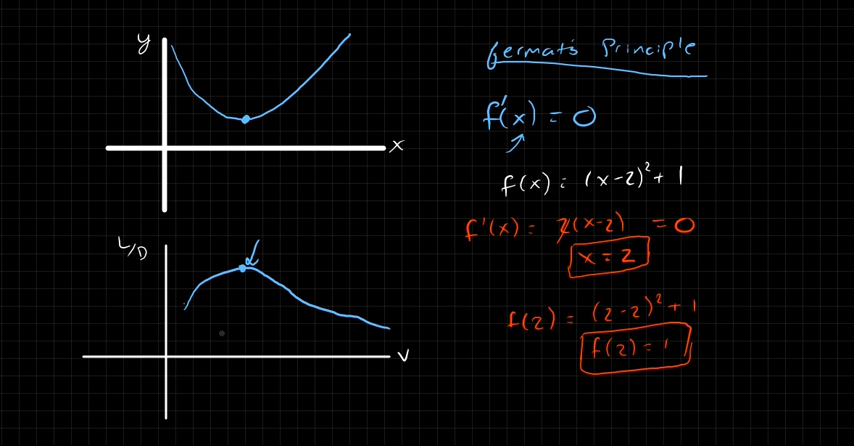 y
x
L/D
V
Fermat's Principle
f'(x) = 0
f(x) = (x-2)²+ 1
f'(x) = 2(x-2) = 0
x = 2
f(2) = (2-2)²+1
f(2) = 1